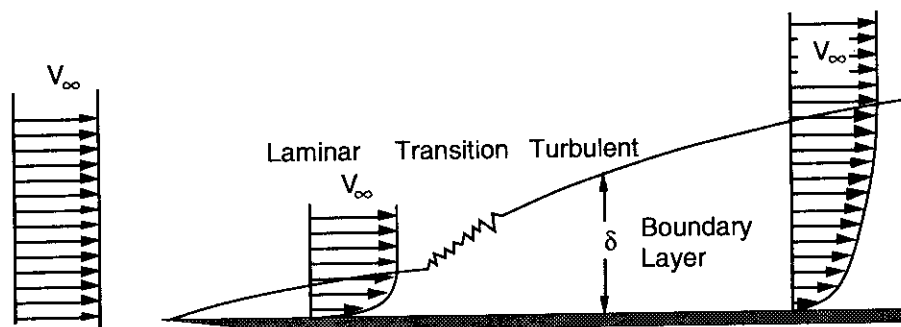 V∞
V∞
Laminar Transition Turbulent
V∞
δ
Boundary
Layer